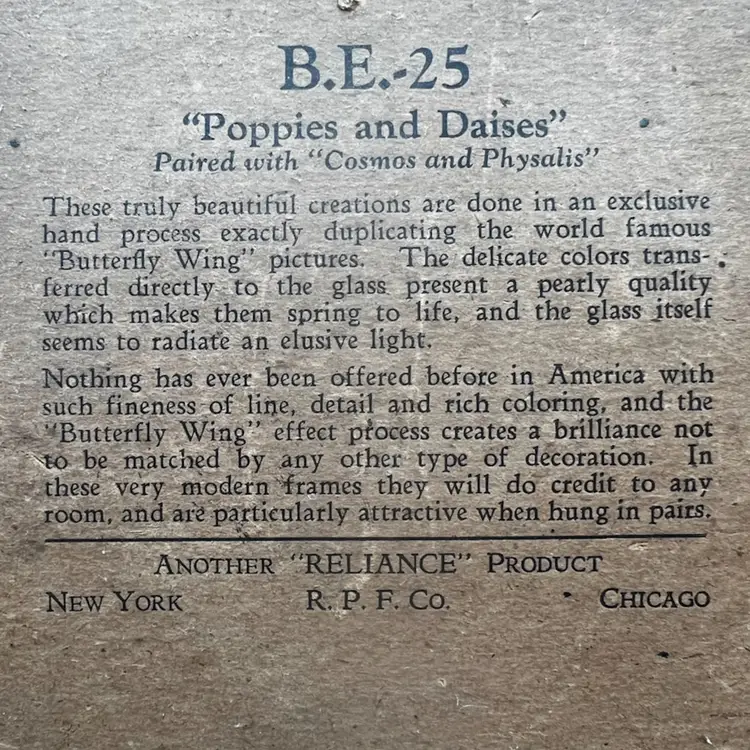 B.E.-25
"Poppies and Daises"
Paired with "Cosmos and Physalis"
These truly beautiful creations are done in an exclusive
hand process exactly duplicating the world famous
"Butterfly Wing" pictures. The delicate colors trans-
ferred directly to the glass present a pearly quality
which makes them spring to life, and the glass itself
seems to radiate an elusive light.
Nothing has ever been offered before in America with
such fineness of line, detail and rich coloring, and the
"Butterfly Wing" effect process creates a brilliance not
to be matched by any other type of decoration. In
these very modern frames they will do credit to any
room, and are particularly attractive when hung in pairs.
Another "RELIANCE" Product
New York R. P. F. Co. Chicago